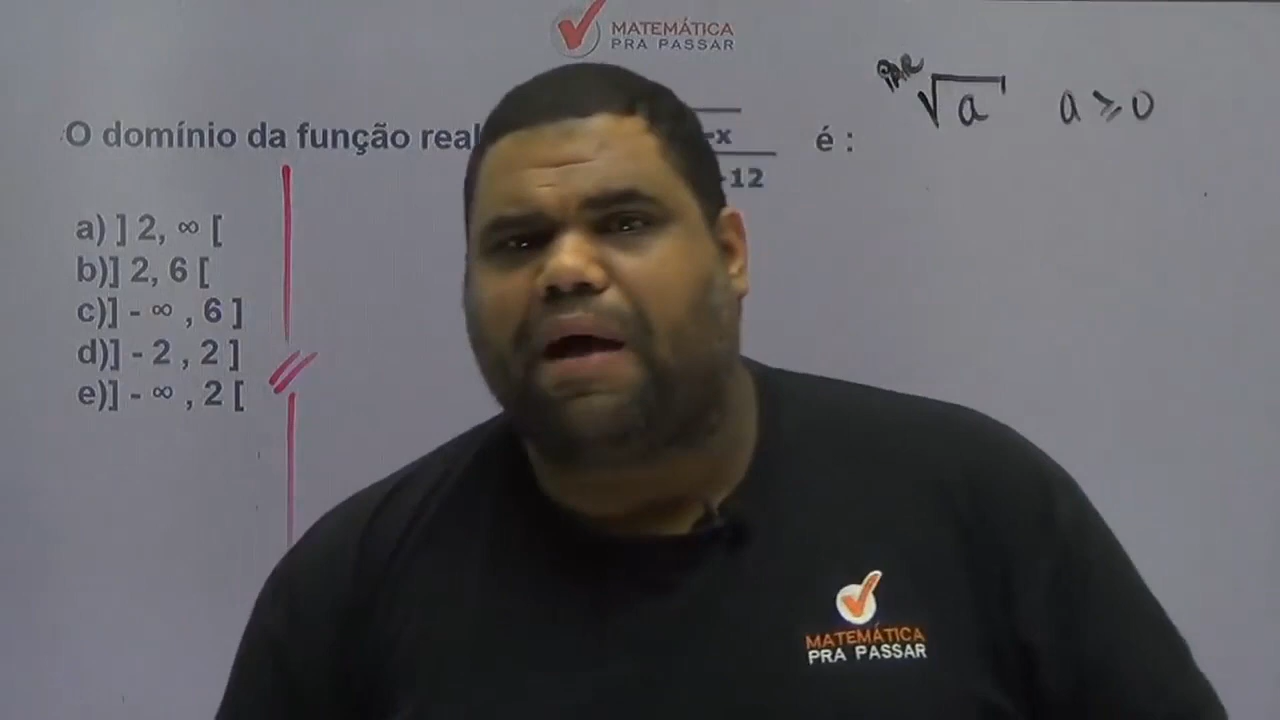 MATEMÁTICA
PRA PASSAR
PAR √a a ≥ 0
O domínio da função real -x é :
-12
a) ] 2, ∞ [
b)] 2, 6 [
c)] - ∞ , 6 ]
d)] - 2 , 2 ]
e)] - ∞ , 2 [
MATEMÁTICA
PRA PASSAR